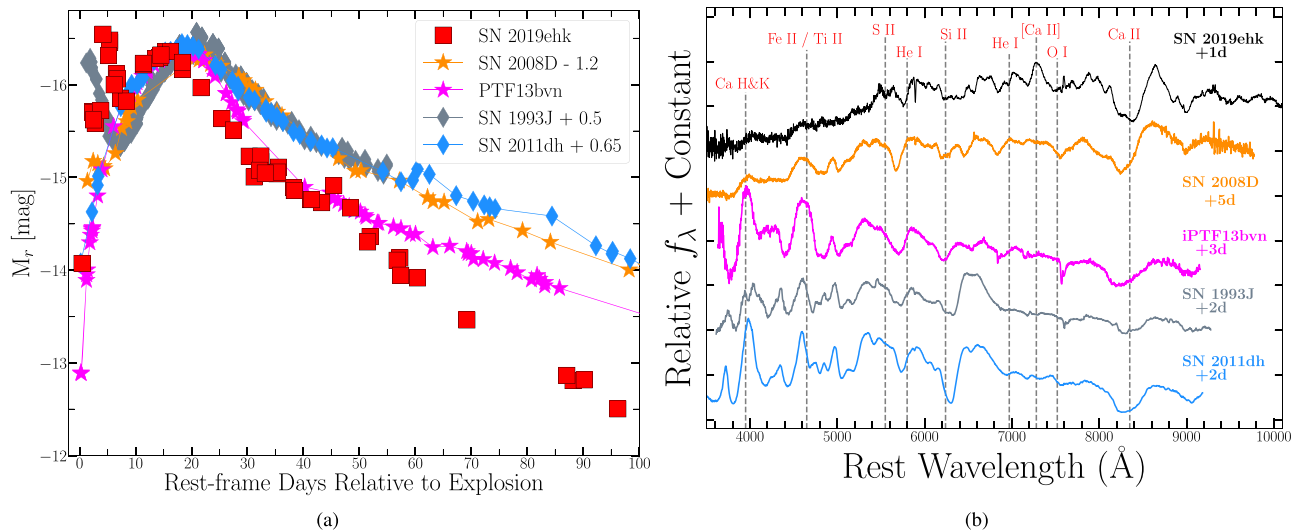 SN 2019ehk
SN 2008D - 1.2
PTF13bvn
SN 1993J + 0.5
SN 2011dh + 0.65
M_r [mag]
-16
-15
-14
-13
-12
0 10 20 30 40 50 60 70 80 90 100
Rest-frame Days Relative to Explosion
(a)
Ca H&K
Fe II / Ti II
S II
He I
Si II
He I
[Ca II]
O I
Ca II
SN 2019ehk
+1d
SN 2008D
+5d
iPTF13bvn
+3d
SN 1993J
+2d
SN 2011dh
+2d
Relative f_λ + Constant
4000 5000 6000 7000 8000 9000 10000
Rest Wavelength (Å)
(b)